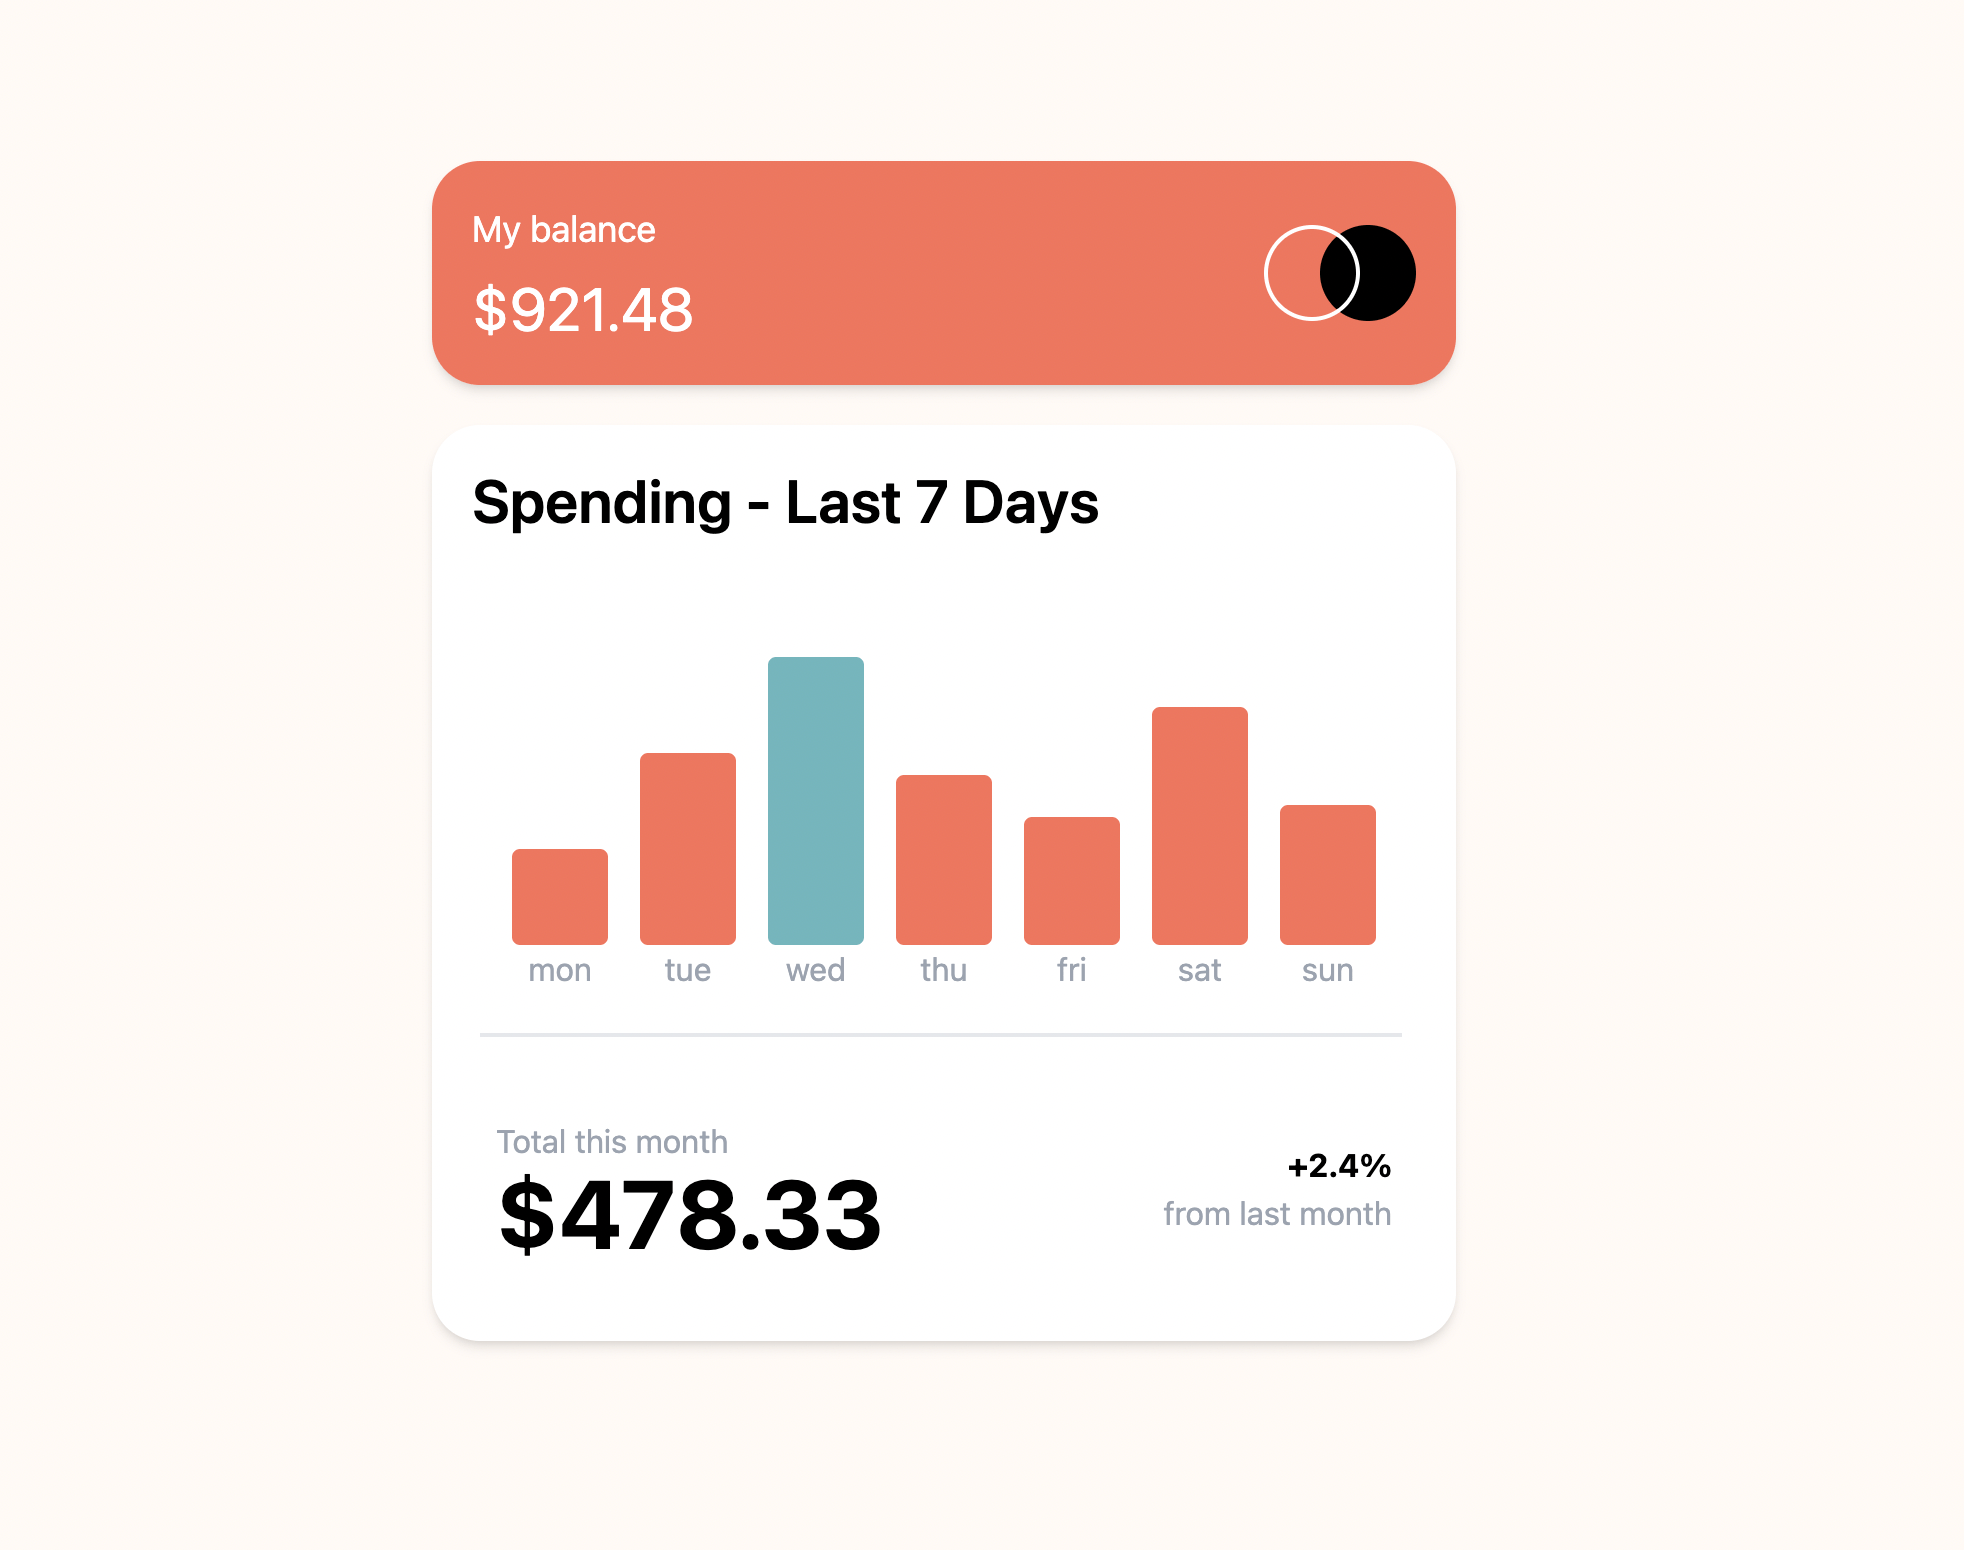 My balance
$921.48
Spending - Last 7 Days
mon tue wed thu fri sat sun
Total this month
$478.33
+2.4%
from last month